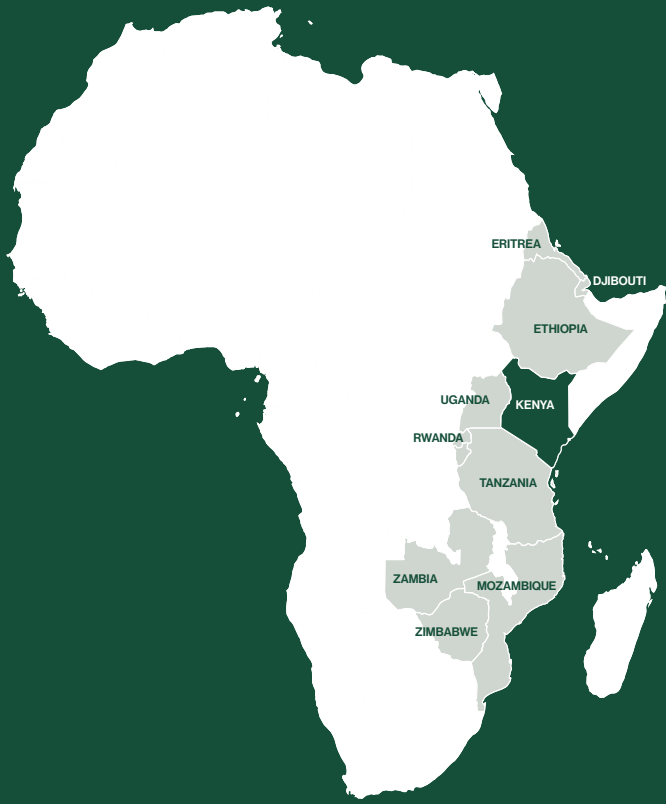 ERITREA
DJIBOUTI
ETHIOPIA
UGANDA
KENYA
RWANDA
TANZANIA
ZAMBIA
MOZAMBIQUE
ZIMBABWE